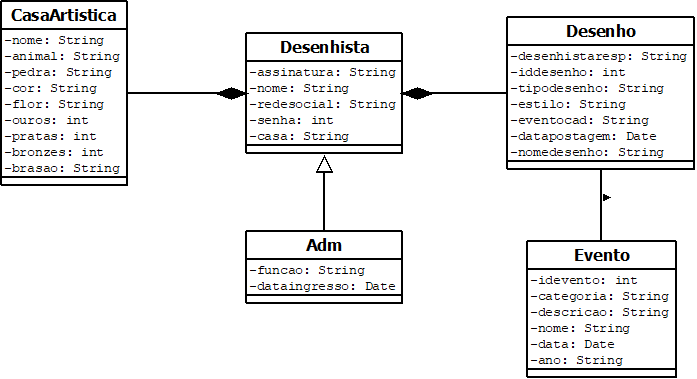 CasaArtistica
-nome: String
-animal: String
-pedra: String
-cor: String
-flor: String
-ouros: int
-pratas: int
-bronzes: int
-brasao: String
Desenhista
-assinatura: String
-nome: String
-redesocial: String
-senha: int
-casa: String
Desenho
-desenhistaresp: String
-iddesenho: int
-tipodesenho: String
-estilo: String
-eventocad: String
-datapostagem: Date
-nomedesenho: String
Adm
-funcao: String
-dataingresso: Date
Evento
-idevento: int
-categoria: String
-descricao: String
-nome: String
-data: Date
-ano: String